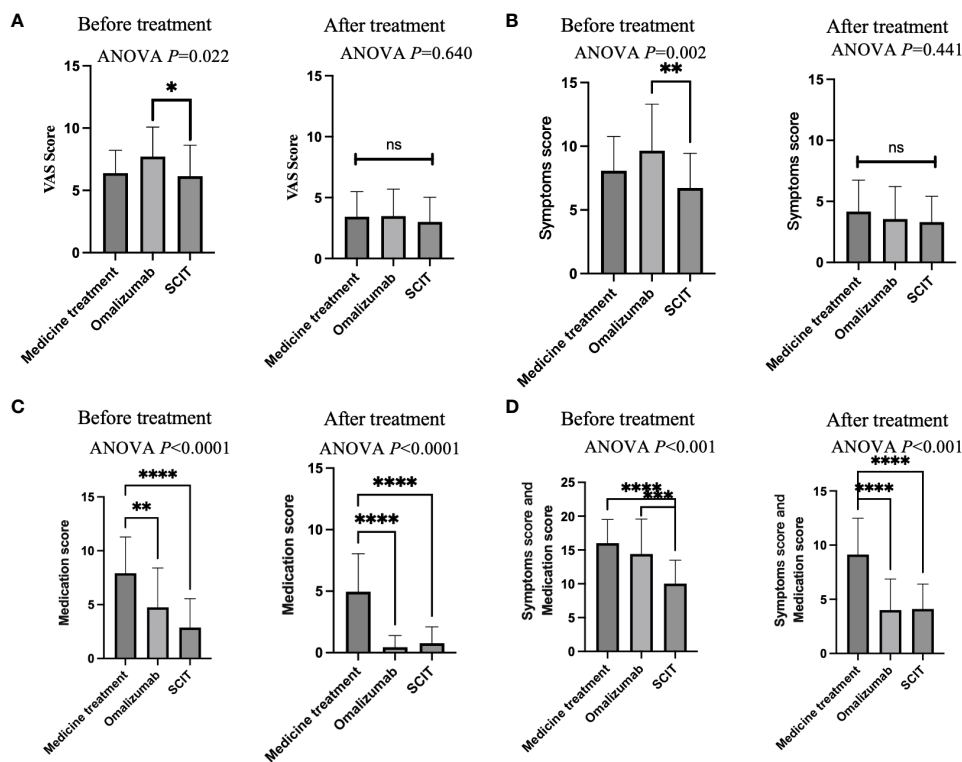 A
Before treatment
ANOVA P=0.022
VAS Score
15
10
5
0
*
Medicine treatment
Omalizumab
SCIT
After treatment
ANOVA P=0.640
VAS Score
15
10
5
0
ns
Medicine treatment
Omalizumab
SCIT
B
Before treatment
ANOVA P=0.002
Symptoms score
15
10
5
0
**
Medicine treatment
Omalizumab
SCIT
After treatment
ANOVA P=0.441
Symptoms score
15
10
5
0
ns
Medicine treatment
Omalizumab
SCIT
C
Before treatment
ANOVA P<0.0001
Medication score
15
10
5
0
****
**
Medicine treatment
Omalizumab
SCIT
After treatment
ANOVA P<0.0001
Medication score
15
10
5
0
****
****
Medicine treatment
Omalizumab
SCIT
D
Before treatment
ANOVA P<0.001
Symptoms score and
Medication score
25
20
15
10
5
0
****
***
Medicine treatment
Omalizumab
SCIT
After treatment
ANOVA P<0.001
Symptoms score and
Medication score
15
10
5
0
****
****
Medicine treatment
Omalizumab
SCIT